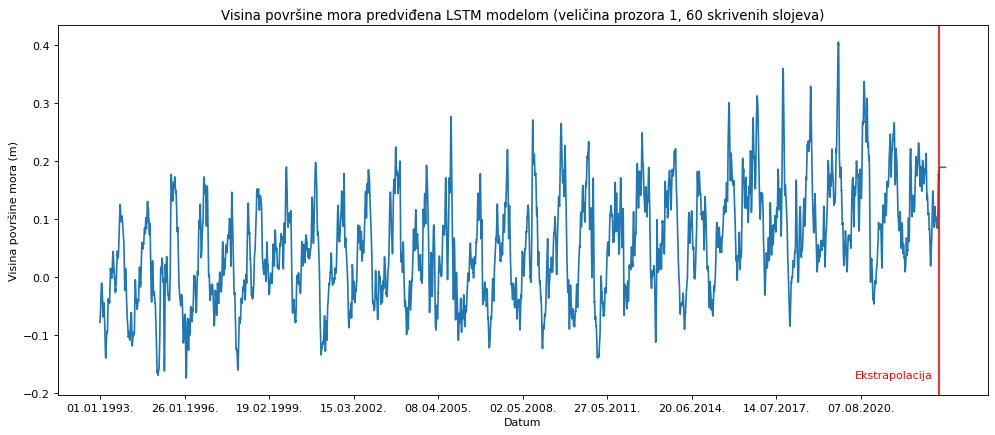 Visina površine mora predviđena LSTM modelom (veličina prozora 1, 60 skrivenih slojeva)
Visina površine mora (m)
0.4
0.3
0.2
0.1
0.0
−0.1
−0.2
Ekstrapolacija
01.01.1993. 26.01.1996. 19.02.1999. 15.03.2002. 08.04.2005. 02.05.2008. 27.05.2011. 20.06.2014. 14.07.2017. 07.08.2020.
Datum